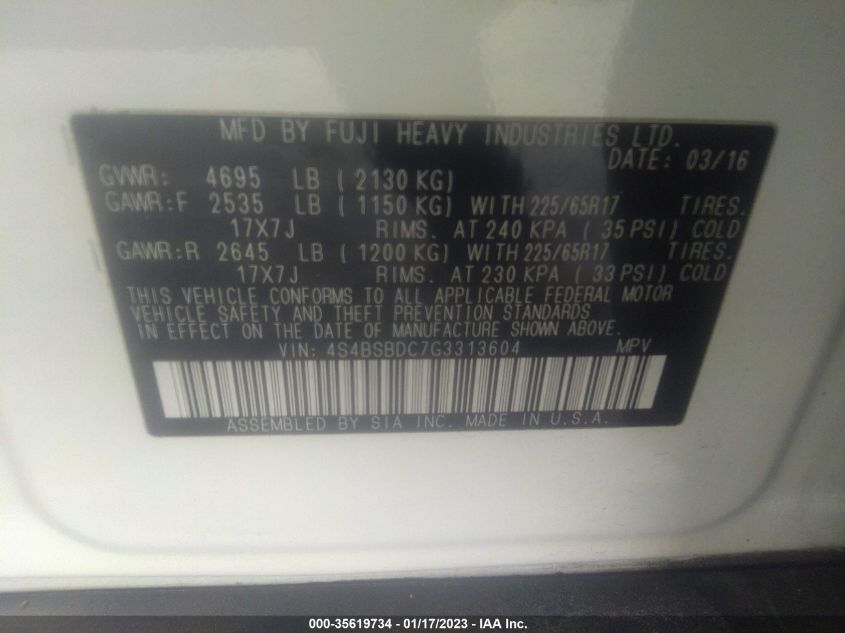 MFD BY FUJI HEAVY INDUSTRIES LTD.
DATE: 03/16
GVWR: 4695 LB ( 2130 KG)
GAWR:F 2535 LB ( 1150 KG) WITH 225/65R17 TIRES.
17X7J RIMS. AT 240 KPA ( 35 PSI) COLD
GAWR:R 2645 LB ( 1200 KG) WITH 225/65R17 TIRES.
17X7J RIMS. AT 230 KPA ( 33 PSI) COLD
THIS VEHICLE CONFORMS TO ALL APPLICABLE FEDERAL MOTOR
VEHICLE SAFETY AND THEFT PREVENTION STANDARDS
IN EFFECT ON THE DATE OF MANUFACTURE SHOWN ABOVE.
VIN: 4S4BSBDC7G3313604 MPV
ASSEMBLED BY SIA INC. MADE IN U.S.A.
000-35619734 - 01/17/2023 - IAA Inc.